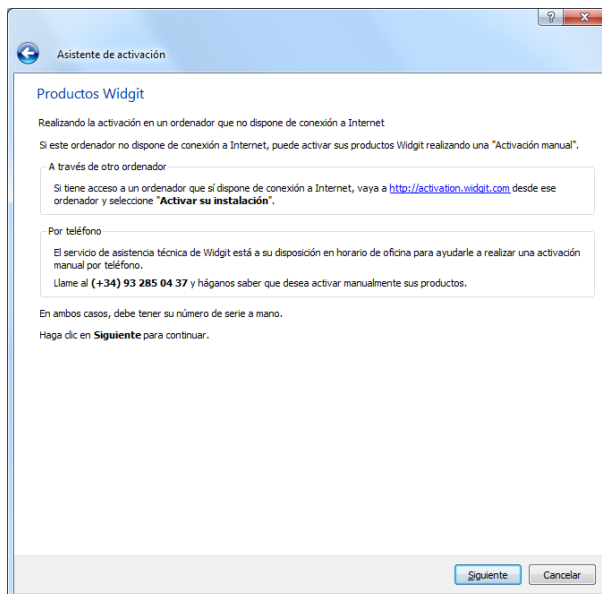 ?
X
Asistente de activación
Productos Widgit
Realizando la activación en un ordenador que no dispone de conexión a Internet
Si este ordenador no dispone de conexión a Internet, puede activar sus productos Widgit realizando una "Activación manual".
A través de otro ordenador
Si tiene acceso a un ordenador que sí dispone de conexión a Internet, vaya a http://activation.widgit.com desde ese
ordenador y seleccione "Activar su instalación".
Por teléfono
El servicio de asistencia técnica de Widgit está a su disposición en horario de oficina para ayudarle a realizar una activación
manual por teléfono.
Llame al (+34) 93 285 04 37 y háganos saber que desea activar manualmente sus productos.
En ambos casos, debe tener su número de serie a mano.
Haga clic en Siguiente para continuar.
Siguiente
Cancelar